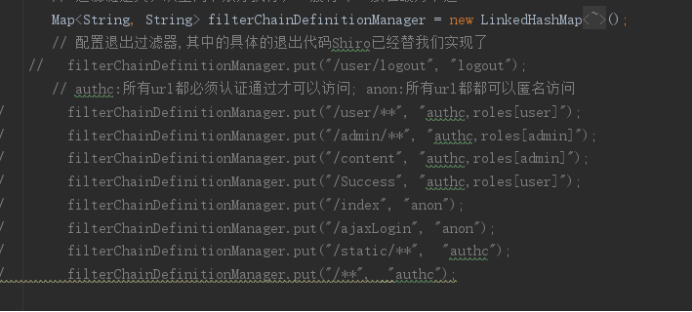 Map<String, String> filterChainDefinitionManager = new LinkedHashMap<~>();
// 配置退出过滤器,其中的具体的退出代码Shiro已经替我们实现了
// filterChainDefinitionManager.put("/user/logout", "logout");
// authc:所有url都必须认证通过才可以访问; anon:所有url都都可以匿名访问
/ filterChainDefinitionManager.put("/user/**", "authc,roles[user]");
/ filterChainDefinitionManager.put("/admin/**", "authc,roles[admin]");
/ filterChainDefinitionManager.put("/content", "authc,roles[admin]");
/ filterChainDefinitionManager.put("/Success", "authc,roles[user]");
/ filterChainDefinitionManager.put("/index", "anon");
/ filterChainDefinitionManager.put("/ajaxLogin", "anon");
/ filterChainDefinitionManager.put("/static/**", "authc");
/ filterChainDefinitionManager.put("/**", "authc");